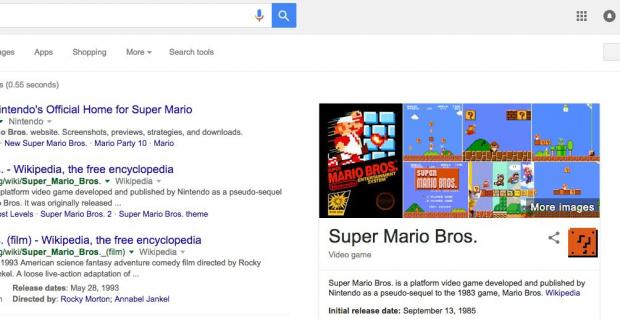 ages Apps Shopping More Search tools
s (0.55 seconds)
intendo's Official Home for Super Mario
Nintendo
o Bros. website. Screenshots, previews, strategies, and downloads.
· New Super Mario Bros. · Mario Party 10 · Mario
s. - Wikipedia, the free encyclopedia
g/wiki/Super_Mario_Bros. Wikipedia
platform video game developed and published by Nintendo as a pseudo-sequel
o Bros. It was originally released ...
ost Levels · Super Mario Bros. 2 · Super Mario Bros. theme
s. (film) - Wikipedia, the free encyclopedia
g/wiki/Super_Mario_Bros._(film) Wikipedia
1993 American science fantasy adventure comedy film directed by Rocky
nkel. A loose live-action adaptation of ...
Release dates: May 28, 1993
Directed by: Rocky Morton; Annabel Jankel
SUPER
MARIO BROS.
ENTERTAINMENT
SYSTEM
SUPER
MARIO BROS.
More images
Super Mario Bros.
Video game
Super Mario Bros. is a platform video game developed and published by
Nintendo as a pseudo-sequel to the 1983 game, Mario Bros. Wikipedia
Initial release date: September 13, 1985